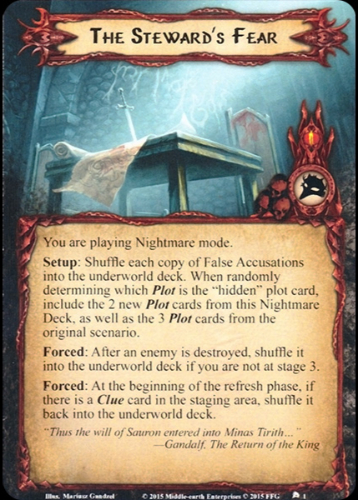 THE STEWARD'S FEAR
You are playing Nightmare mode.
Setup: Shuffle each copy of False Accusations
into the underworld deck. When randomly
determining which Plot is the "hidden" plot card,
include the 2 new Plot cards from this Nightmare
Deck, as well as the 3 Plot cards from the
original scenario.
Forced: After an enemy is destroyed, shuffle it
into the underworld deck if you are not at stage 3.
Forced: At the beginning of the refresh phase, if
there is a Clue card in the staging area, shuffle it
back into the underworld deck.
"Thus the will of Sauron entered into Minas Tirith..."
—Gandalf, The Return of the King
Illus. Mariusz Gandzel
© 2015 Middle-earth Enterprises © 2015 FFG
1